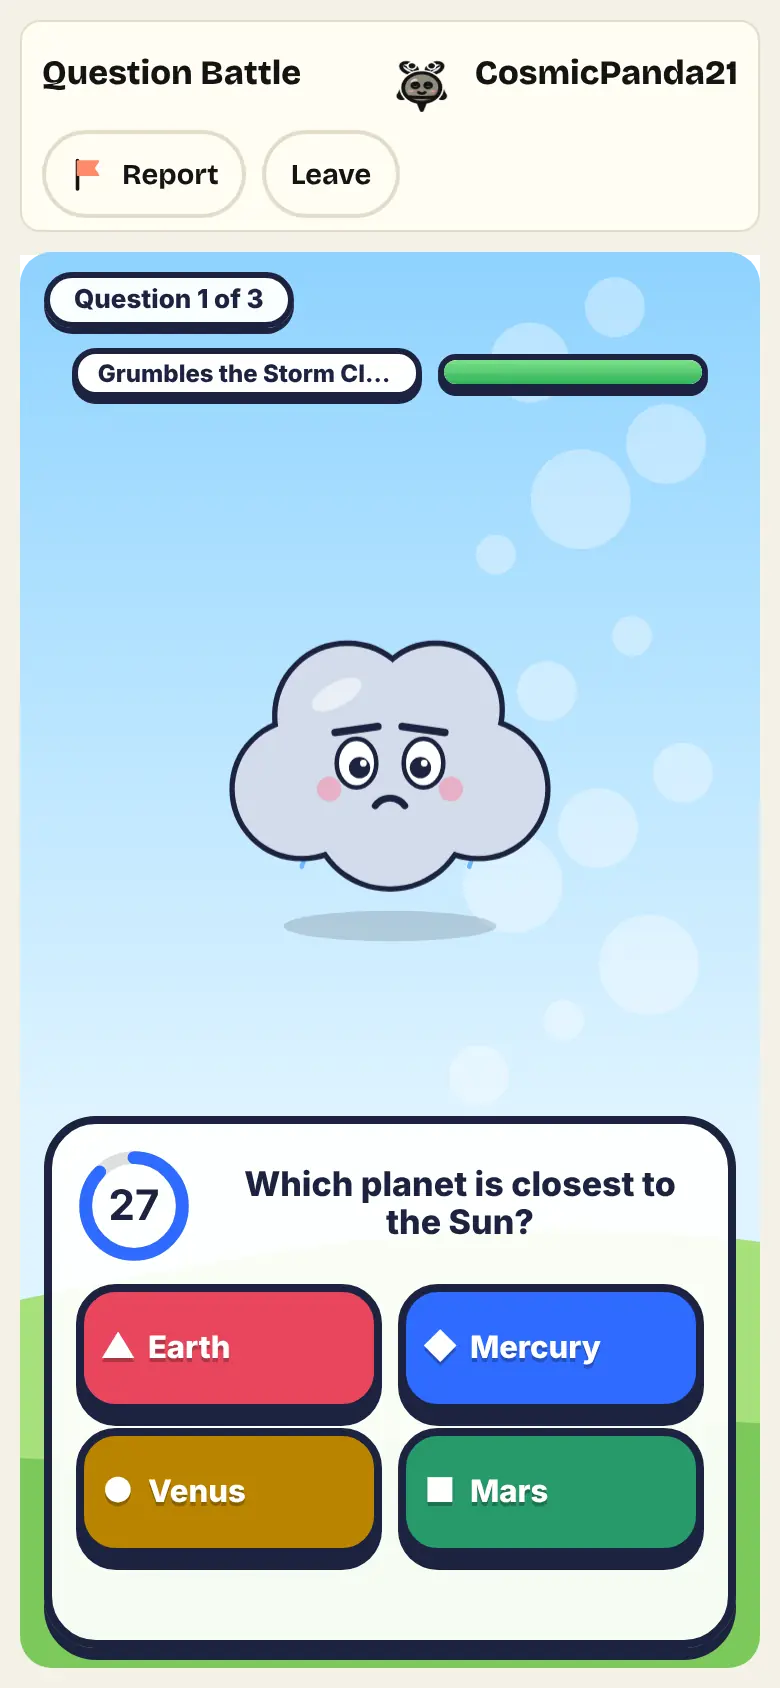 Question Battle
CosmicPanda21
Report
Leave
Question 1 of 3
Grumbles the Storm Cl...
27
Which planet is closest to
the Sun?
Earth
Mercury
Venus
Mars